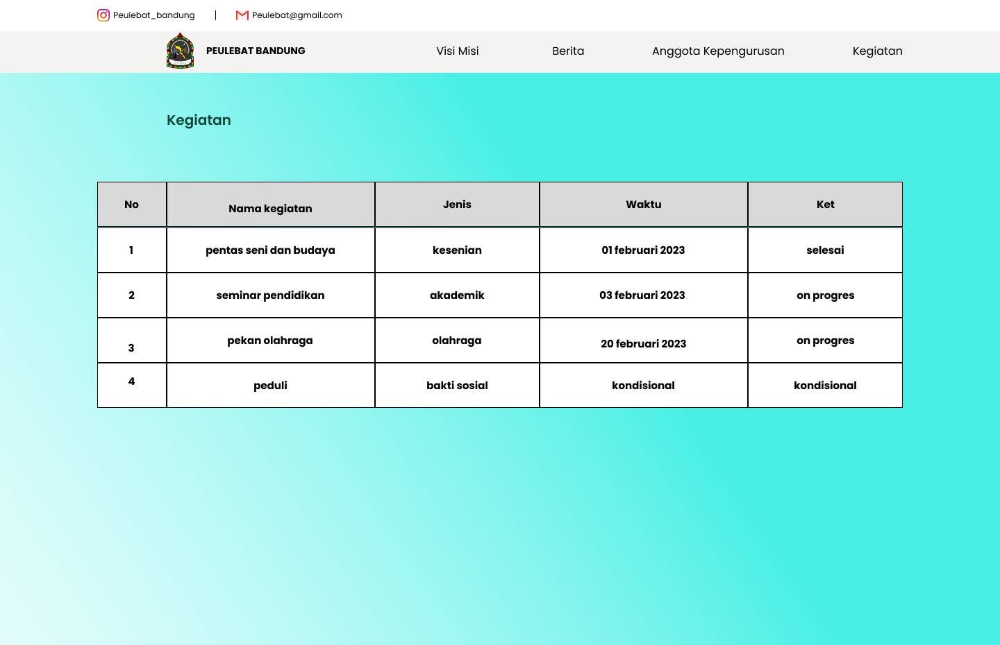 Peulebat_bandung | Peulebat@gmail.com
PEULEBAT BANDUNG Visi Misi Berita Anggota Kepengurusan Kegiatan
Kegiatan
No Nama kegiatan Jenis Waktu Ket
1 pentas seni dan budaya kesenian 01 februari 2023 selesai
2 seminar pendidikan akademik 03 februari 2023 on progres
3 pekan olahraga olahraga 20 februari 2023 on progres
4 peduli bakti sosial kondisional kondisional